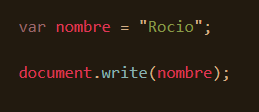 var nombre = "Rocio";
document.write(nombre);